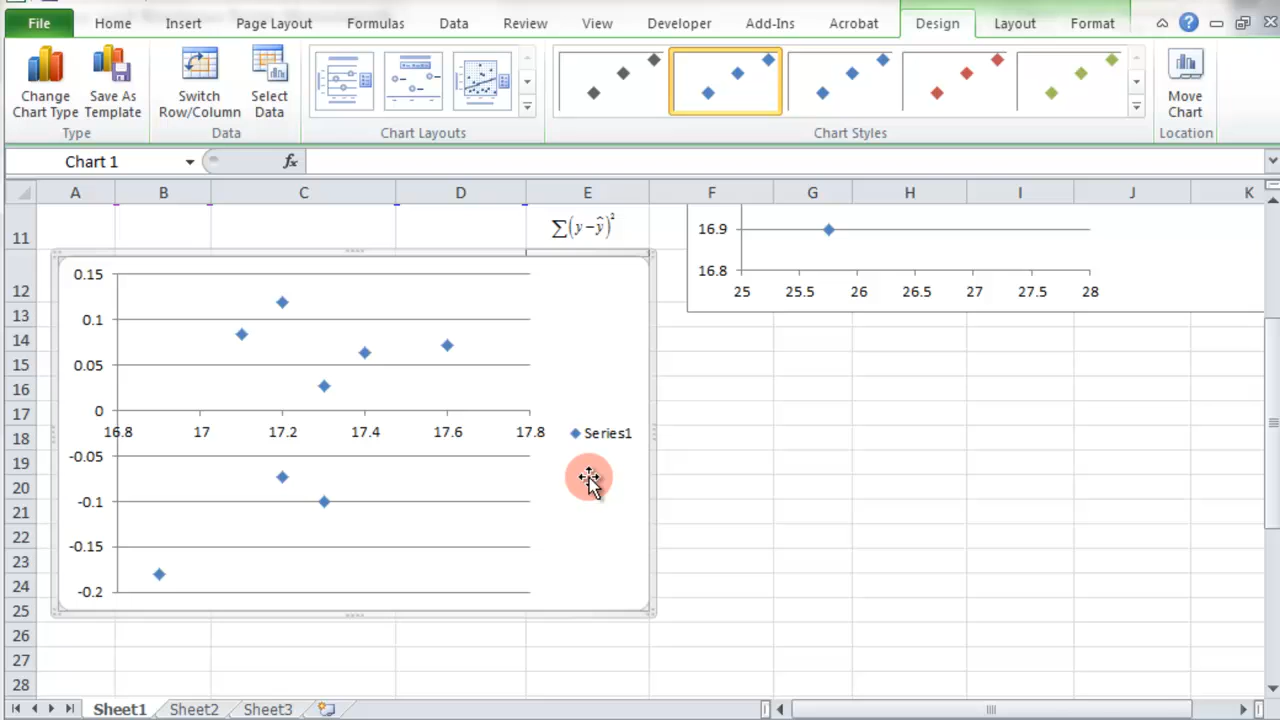 File Home Insert Page Layout Formulas Data Review View Developer Add-Ins Acrobat Design Layout Format
Change Chart Type
Save As Template
Switch Row/Column
Select Data
Move Chart
Type Data Chart Layouts Chart Styles Location
Chart 1 fx
A B C D E F G H I J K
11
∑(y−ŷ)²
16.9
16.8
25 25.5 26 26.5 27 27.5 28
12
13
14
15
16
17
18
19
20
21
22
23
24
25
26
27
28
0.15
0.1
0.05
0
16.8 17 17.2 17.4 17.6 17.8
Series1
-0.05
-0.1
-0.15
-0.2
Sheet1 Sheet2 Sheet3